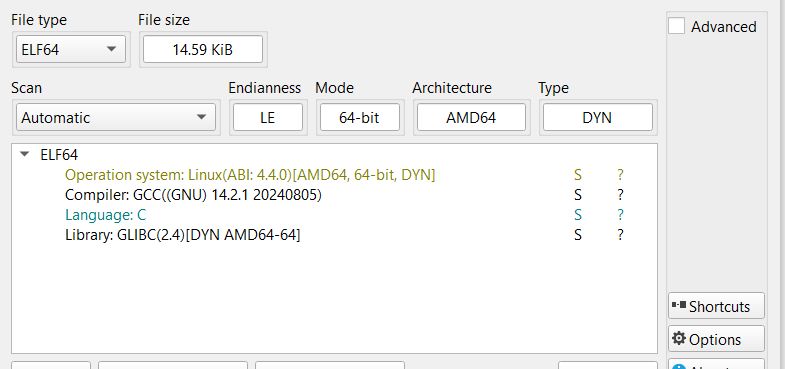 File type File size
ELF64 14.59 KiB
Advanced
Scan Endianness Mode Architecture Type
Automatic LE 64-bit AMD64 DYN
ELF64
Operation system: Linux(ABI: 4.4.0)[AMD64, 64-bit, DYN] S ?
Compiler: GCC((GNU) 14.2.1 20240805) S ?
Language: C S ?
Library: GLIBC(2.4)[DYN AMD64-64] S ?
Shortcuts
Options